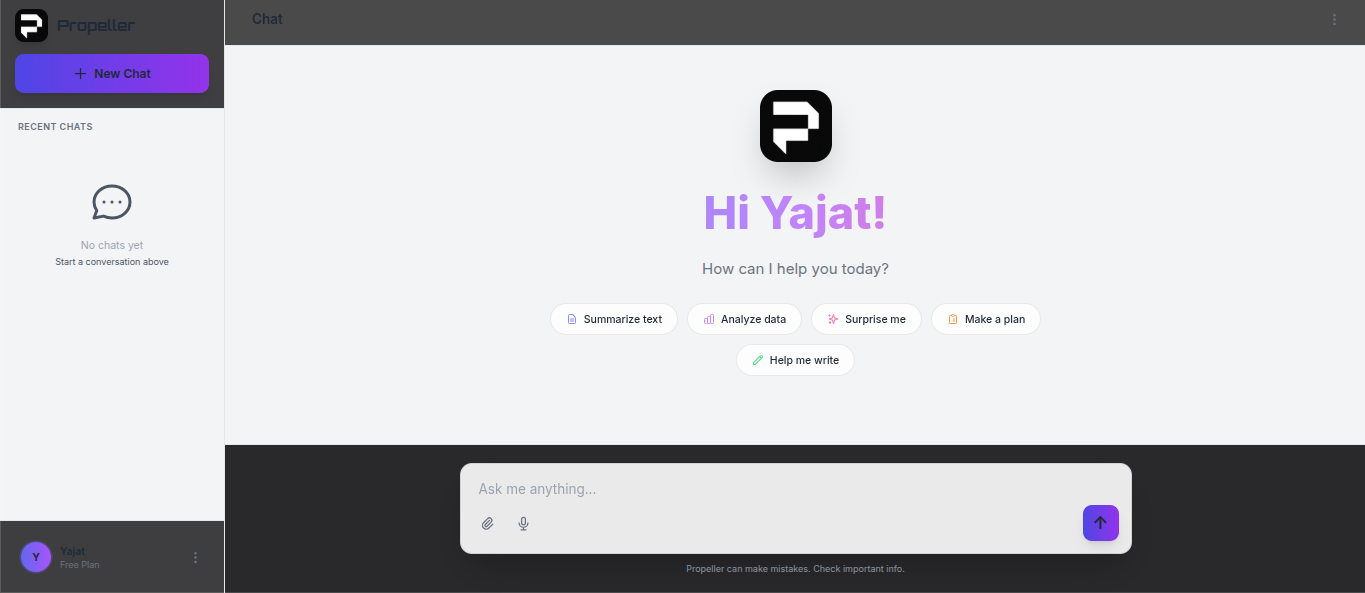 Propeller
New Chat
RECENT CHATS
No chats yet
Start a conversation above
Y
Yajat
Free Plan
Chat
Hi Yajat!
How can I help you today?
Summarize text
Analyze data
Surprise me
Make a plan
Help me write
Ask me anything...
Propeller can make mistakes. Check important info.